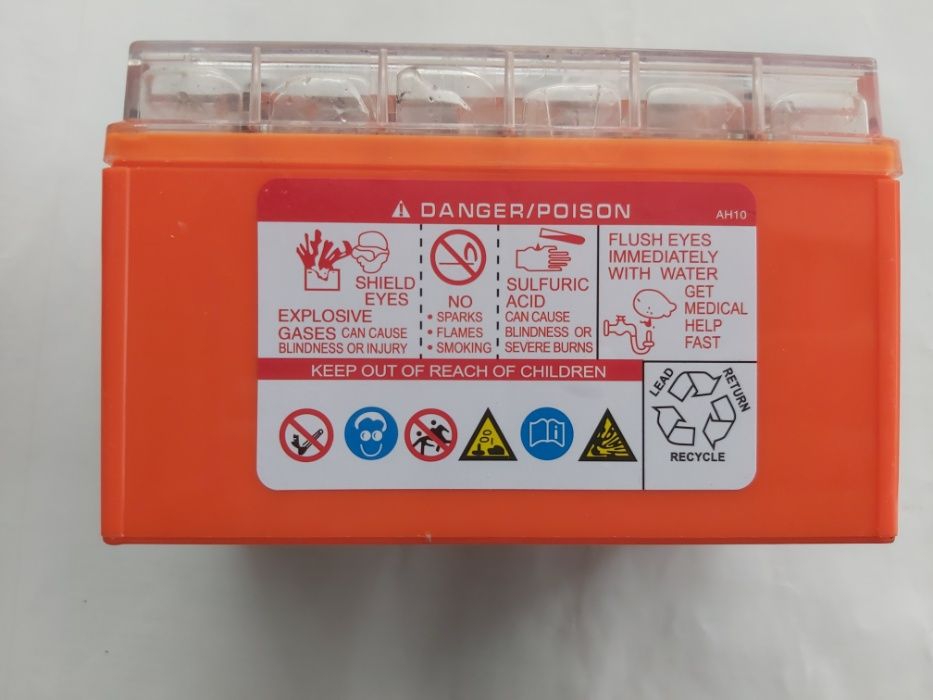 DANGER/POISON
AH10
SHIELD
EYES
EXPLOSIVE
GASES CAN CAUSE
BLINDNESS OR INJURY
NO
• SPARKS
• FLAMES
• SMOKING
SULFURIC
ACID
CAN CAUSE
BLINDNESS OR
SEVERE BURNS
FLUSH EYES
IMMEDIATELY
WITH WATER
GET
MEDICAL
HELP
FAST
KEEP OUT OF REACH OF CHILDREN
LEAD
RETURN
RECYCLE